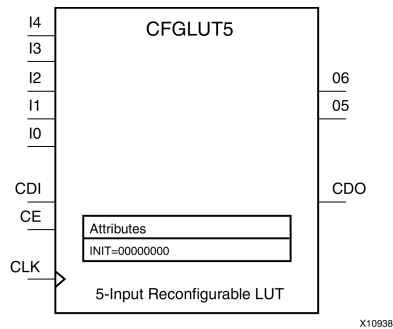 CFGLUT5
I4
I3
I2
I1
I0
CDI
CE
CLK
06
05
CDO
Attributes
INIT=00000000
5-Input Reconfigurable LUT
X10938